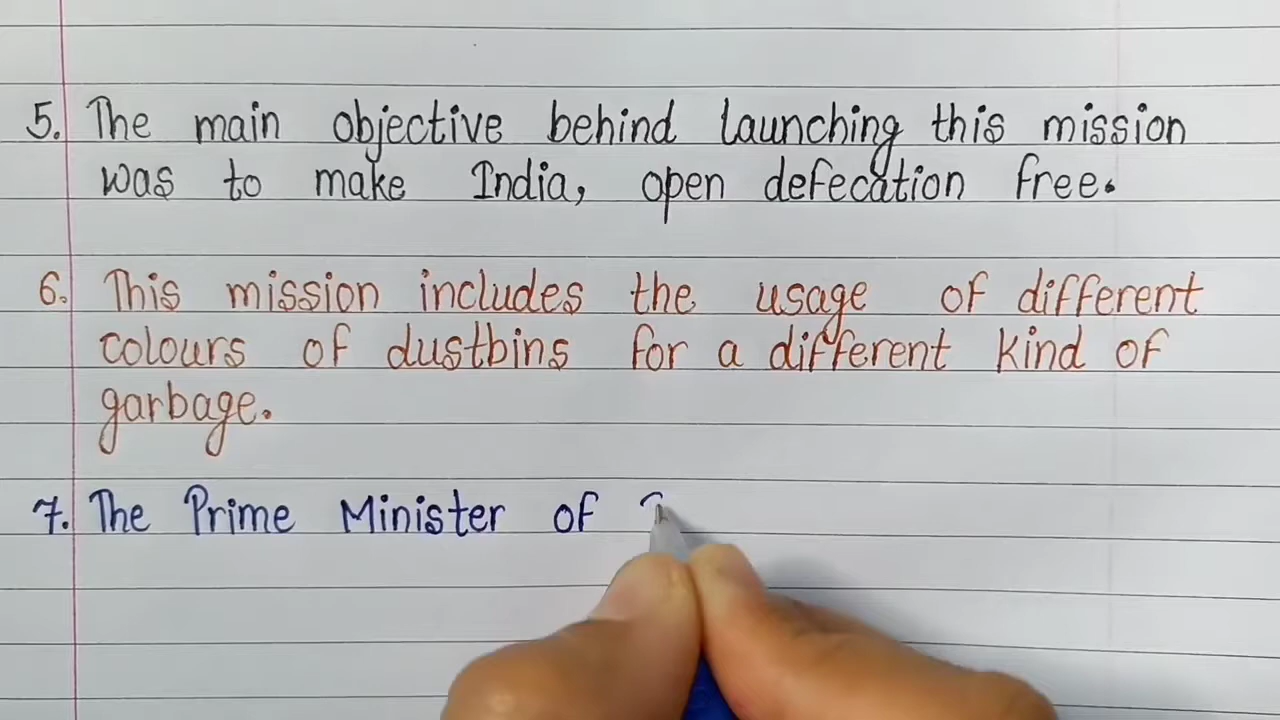 5. The main objective behind launching this mission
was to make India, open defecation free.
6. This mission includes the usage of different
colours of dustbins for a different kind of
garbage.
7. The Prime Minister of